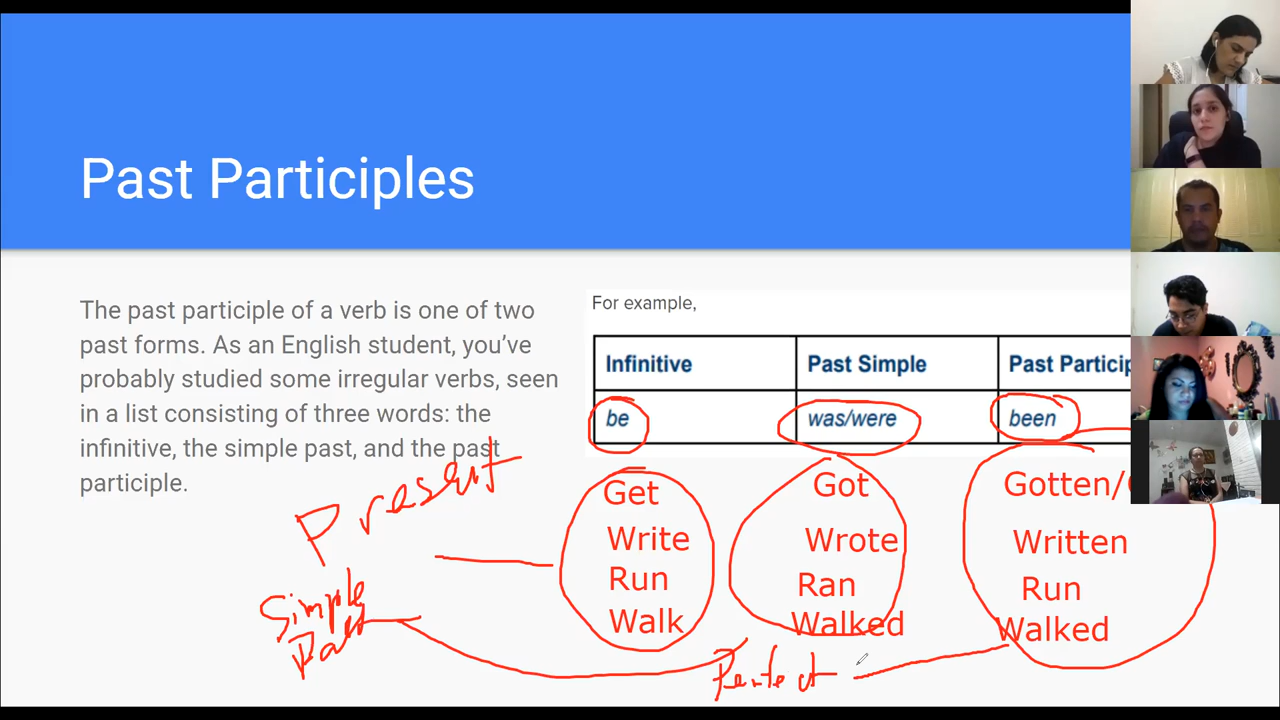 Past Participles
The past participle of a verb is one of two
past forms. As an English student, you've
probably studied some irregular verbs, seen
in a list consisting of three words: the
infinitive, the simple past, and the past
participle.
For example,
Infinitive Past Simple Past Particip
be was/were been
Present
Get Got Gotten/
Write Wrote Written
Run Ran Run
Walk Walked Walked
Simple
Past
Perfect